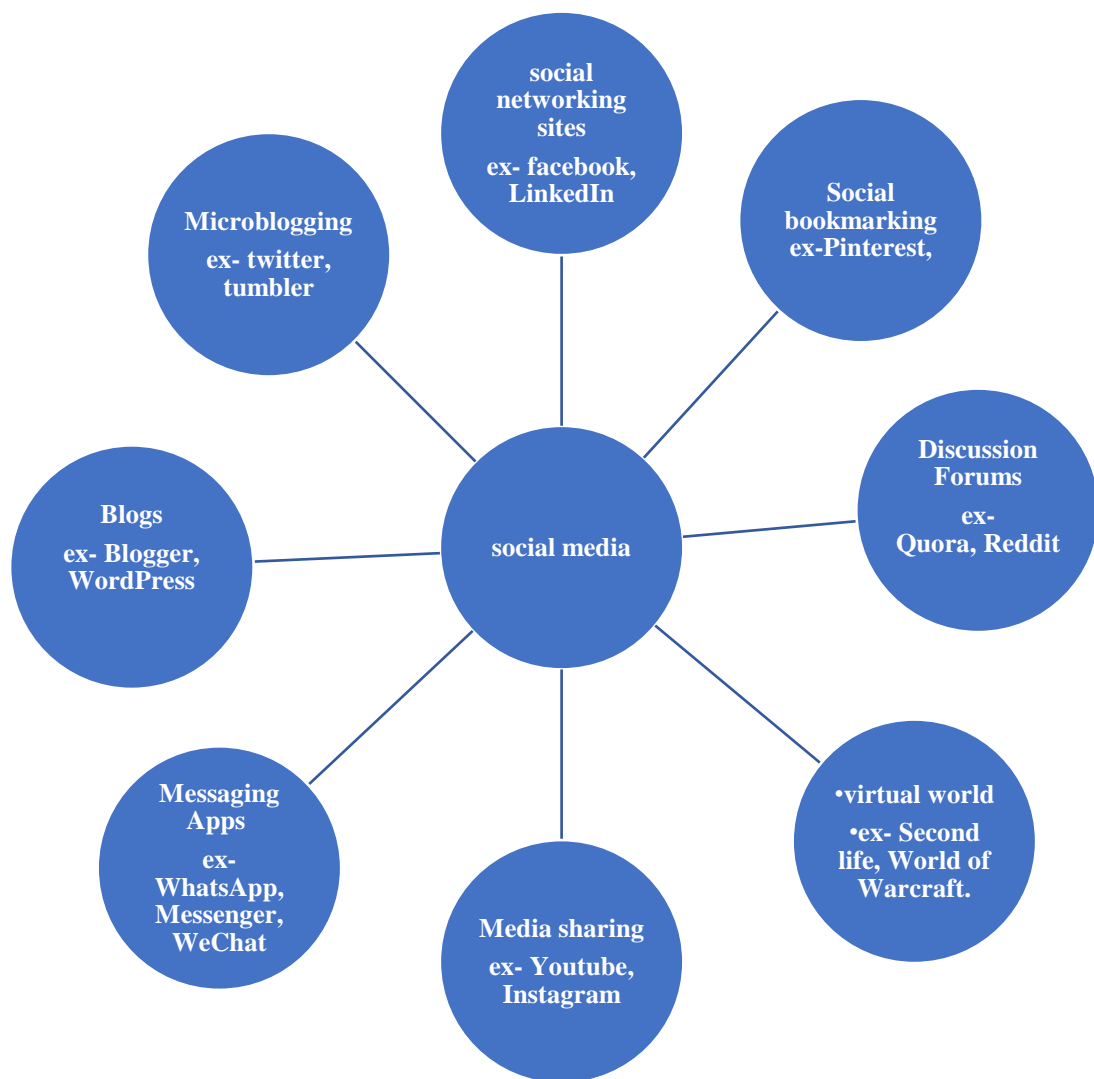 social
networking
sites
ex- facebook,
LinkedIn
Social
bookmarking
ex-Pinterest,
Discussion
Forums
ex-
Quora, Reddit
•virtual world
•ex- Second
life, World of
Warcraft.
Media sharing
ex- Youtube,
Instagram
Messaging
Apps
ex-
WhatsApp,
Messenger,
WeChat
Blogs
ex- Blogger,
WordPress
Microblogging
ex- twitter,
tumbler
social media